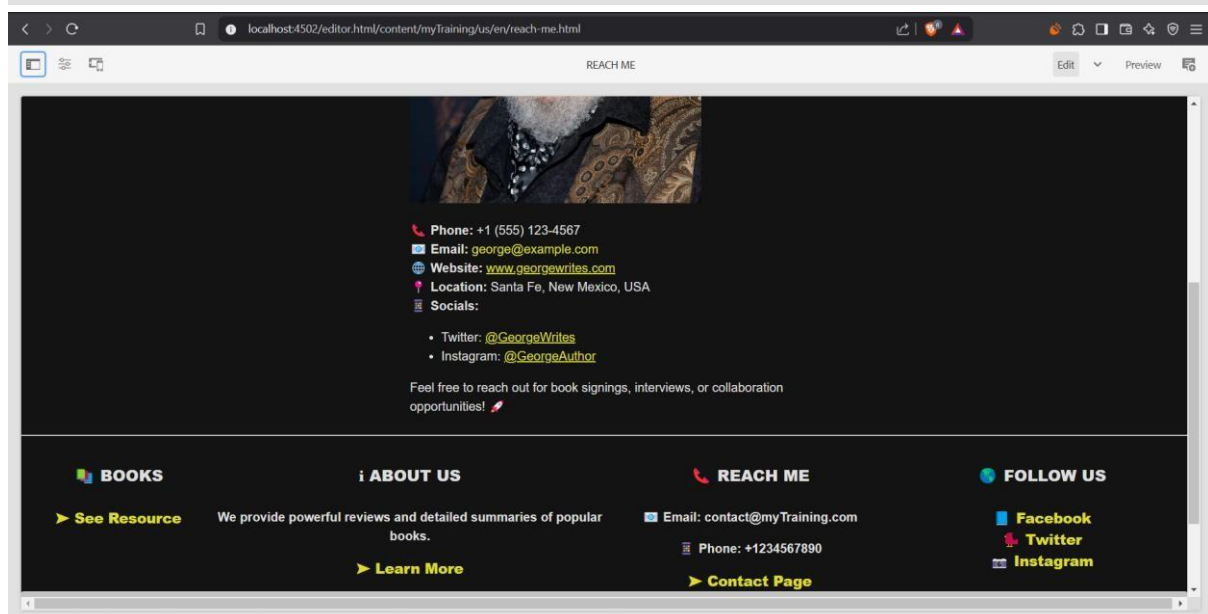 localhost:4502/editor.html/content/myTraining/us/en/reach-me.html
REACH ME
Edit
Preview
Phone: +1 (555) 123-4567
Email: george@example.com
Website: www.georgewrites.com
Location: Santa Fe, New Mexico, USA
Socials:
• Twitter: @GeorgeWrites
• Instagram: @GeorgeAuthor
Feel free to reach out for book signings, interviews, or collaboration
opportunities! 🚀
BOOKS
➤ See Resource
i ABOUT US
We provide powerful reviews and detailed summaries of popular
books.
➤ Learn More
REACH ME
Email: contact@myTraining.com
Phone: +1234567890
➤ Contact Page
FOLLOW US
Facebook
Twitter
Instagram